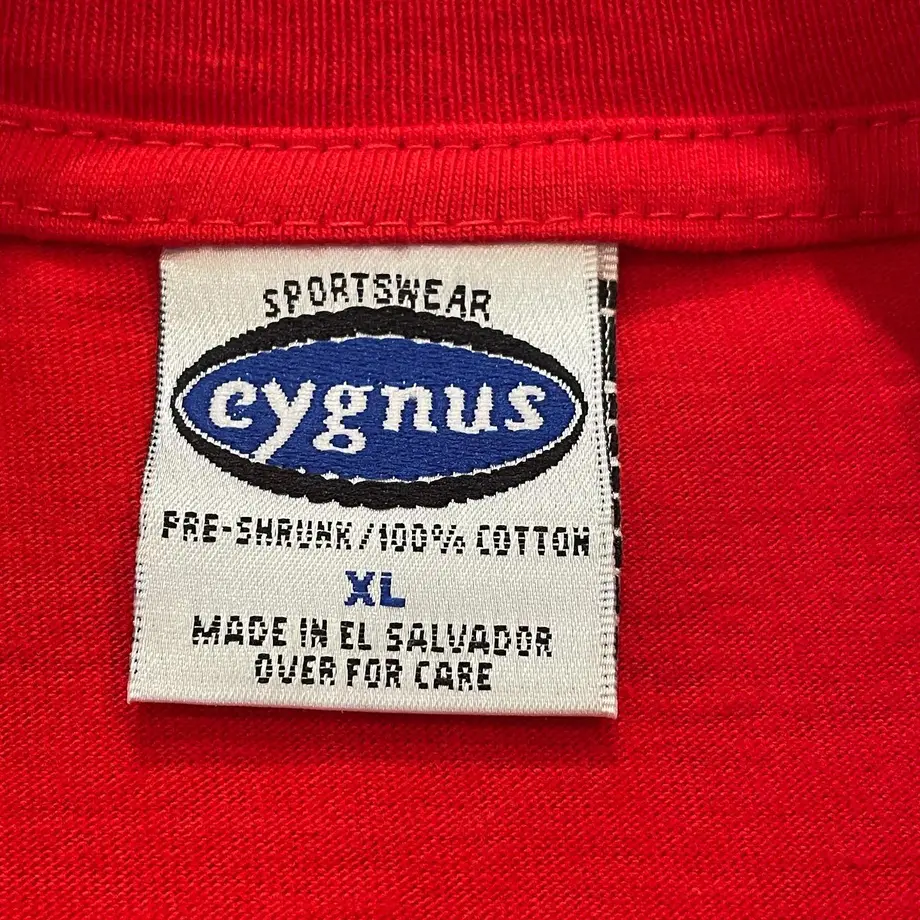 SPORTSWEAR
cygnus
PRE-SHRUNK/100% COTTON
XL
MADE IN EL SALVADOR
OVER FOR CARE